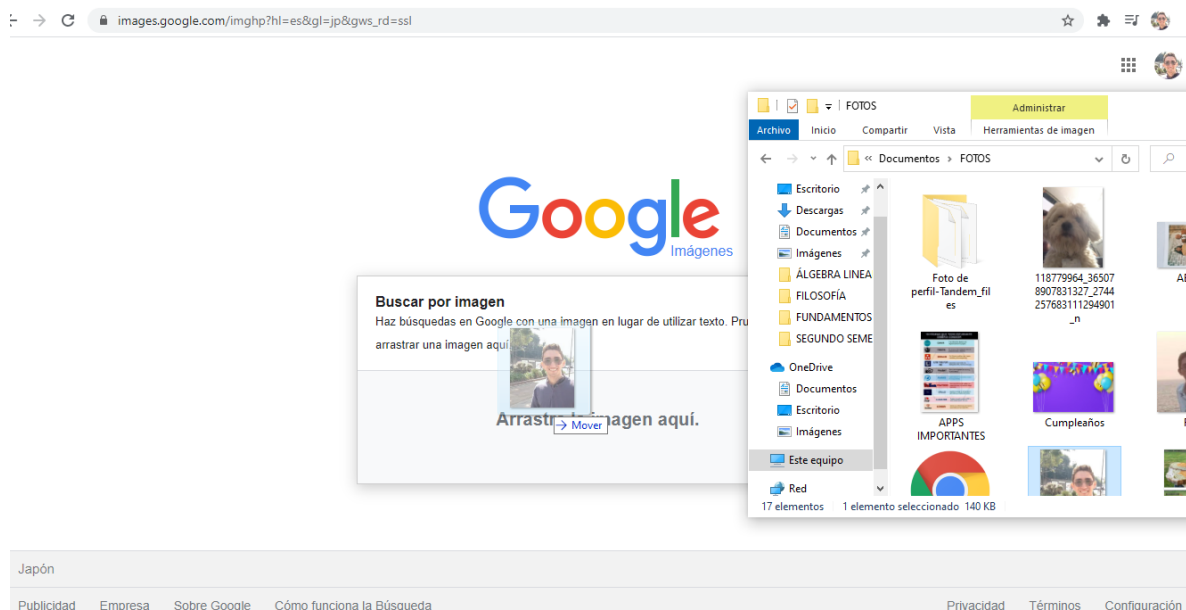 images.google.com/imghp?hl=es&gl=jp&gws_rd=ssl
Google
Imágenes
Buscar por imagen
Haz búsquedas en Google con una imagen en lugar de utilizar texto. Pru
arrastrar una imagen aquí
Arrastra la imagen aquí.
→ Mover
FOTOS
Administrar
Archivo Inicio Compartir Vista Herramientas de imagen
« Documentos > FOTOS
Escritorio
Descargas
Documentos
Imágenes
ÁLGEBRA LINEA
FILOSOFÍA
FUNDAMENTOS
SEGUNDO SEME
OneDrive
Documentos
Escritorio
Imágenes
Este equipo
Red
Foto de
perfil-Tandem_fil
es
118779964_36507
8907831327_2744
257683111294901
_n
APPS
IMPORTANTES
Cumpleaños
17 elementos 1 elemento seleccionado 140 KB
Japón
Publicidad Empresa Sobre Google Cómo funciona la Búsqueda Privacidad Términos Configuración